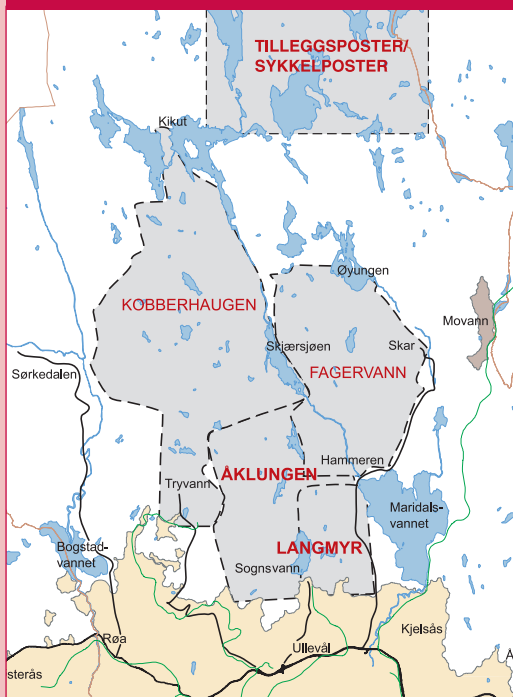 TILLEGGSPOSTER/
SYKKELPOSTER
Kikut
Øyungen
KOBBERHAUGEN
Movann
Skjærsjøen
Skar
Sørkedalen
FAGERVANN
Hammeren
ÅKLUNGEN
Tryvann
Maridals-
vannet
Bogstad-
vannet
LANGMYR
Sognsvann
Kjelsås
Røa
Ullevål
sterås